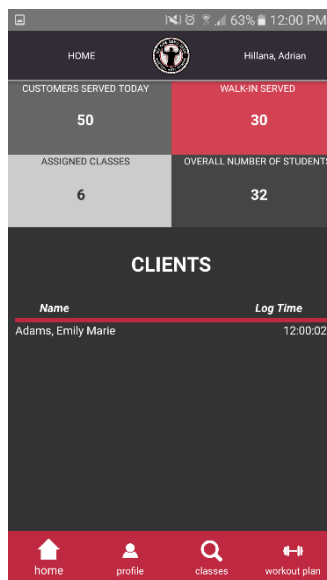 63% 12:00 PM
HOME Hillana, Adrian
CUSTOMERS SERVED TODAY WALK-IN SERVED
50 30
ASSIGNED CLASSES OVERALL NUMBER OF STUDENTS
6 32
CLIENTS
Name Log Time
Adams, Emily Marie 12:00:02
home profile classes workout plan